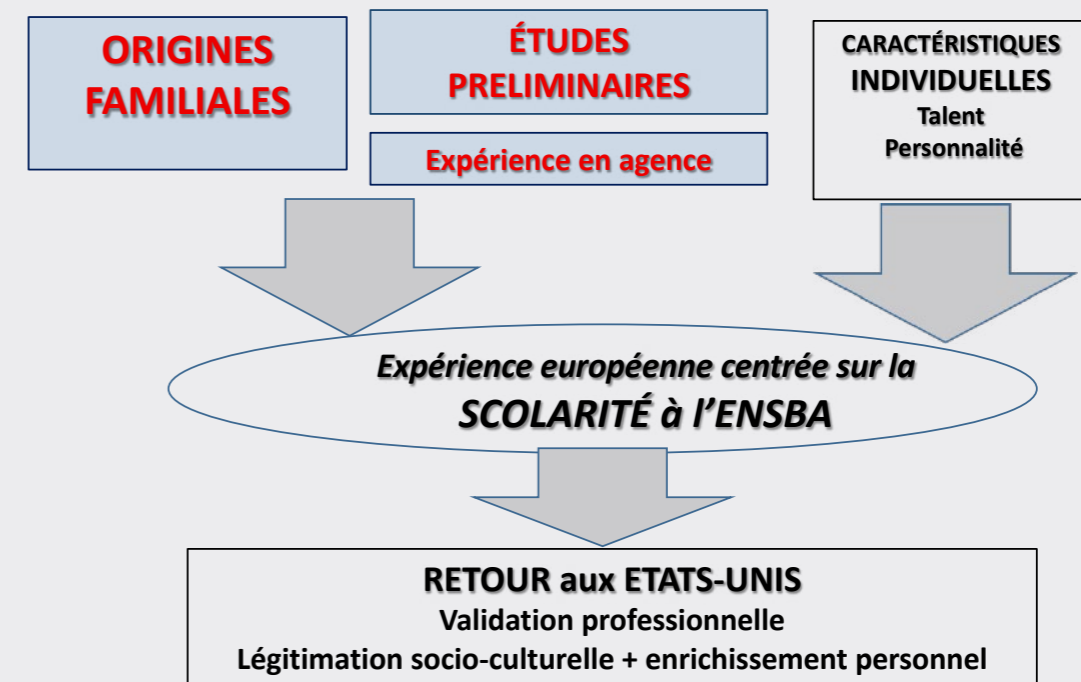 ORIGINES
FAMILIALES
ÉTUDES
PRELIMINAIRES
Expérience en agence
CARACTÉRISTIQUES
INDIVIDUELLES
Talent
Personnalité
Expérience européenne centrée sur la
SCOLARITÉ à l’ENSBA
RETOUR aux ETATS-UNIS
Validation professionnelle
Légitimation socio-culturelle + enrichissement personnel